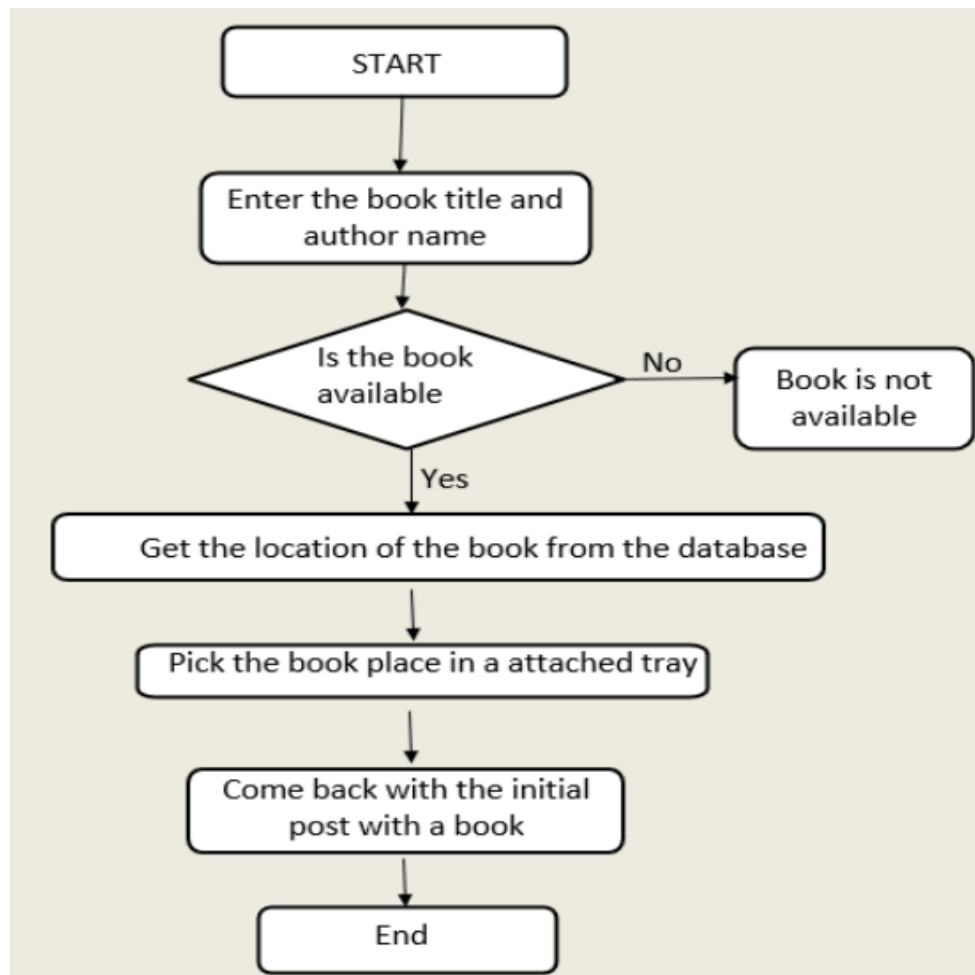 START
Enter the book title and
author name
Is the book
available
No
Book is not
available
Yes
Get the location of the book from the database
Pick the book place in a attached tray
Come back with the initial
post with a book
End